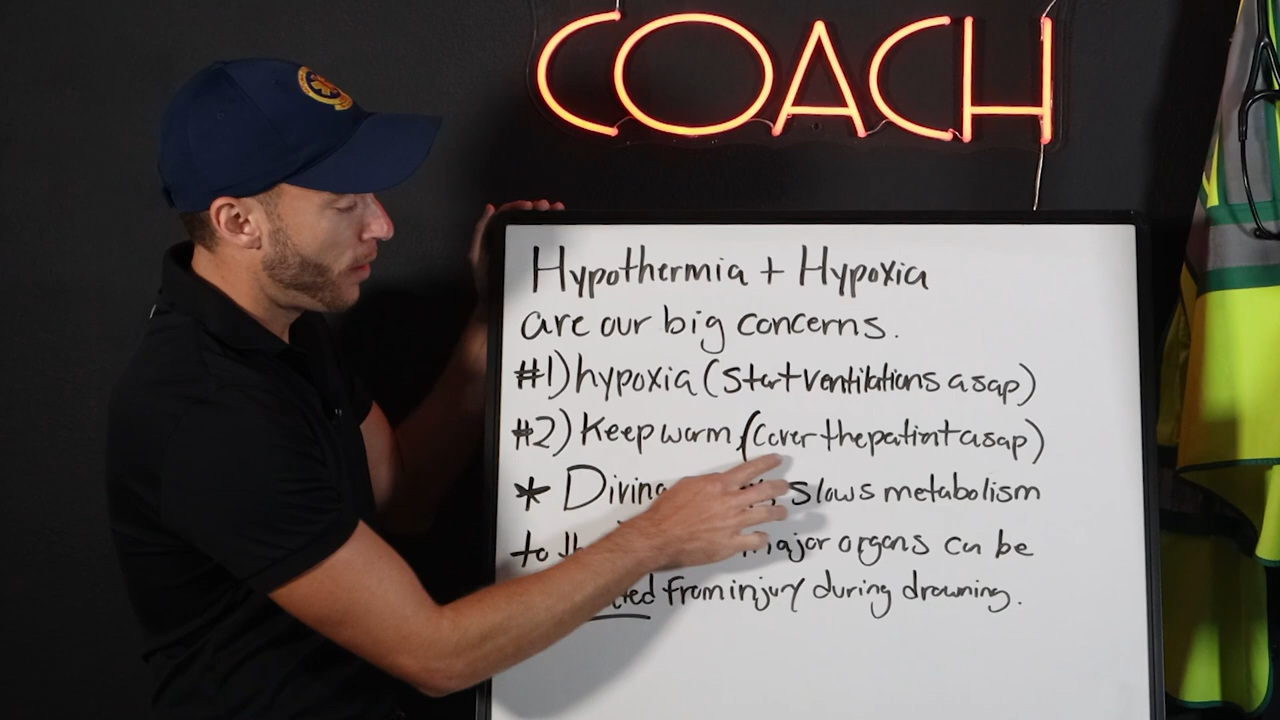 COACH
Hypothermia + Hypoxia
are our big concerns.
#1) hypoxia (start ventilations asap)
#2) Keep warm (cover the patient asap)
* Diving slows metabolism
to major organs can be
from injury during drowning.